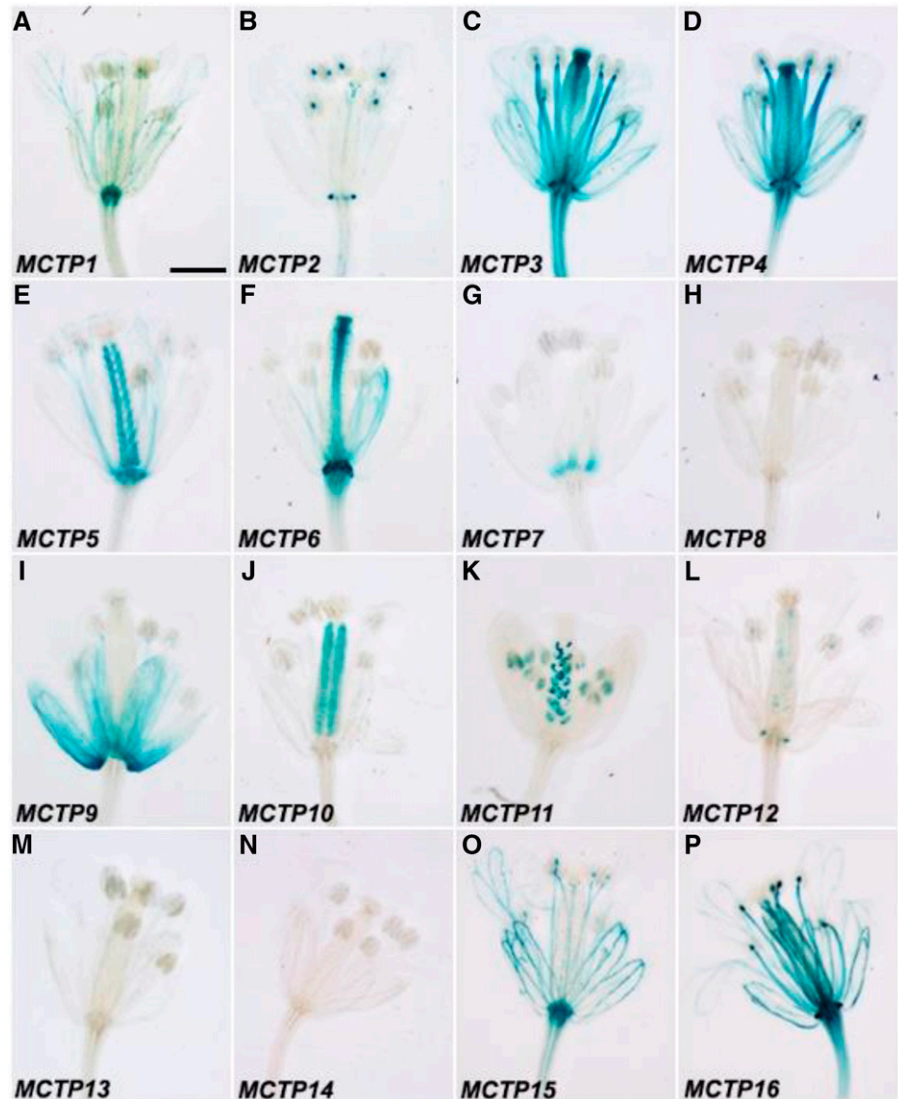 A B C D
MCTP1 MCTP2 MCTP3 MCTP4
E F G H
MCTP5 MCTP6 MCTP7 MCTP8
I J K L
MCTP9 MCTP10 MCTP11 MCTP12
M N O P
MCTP13 MCTP14 MCTP15 MCTP16